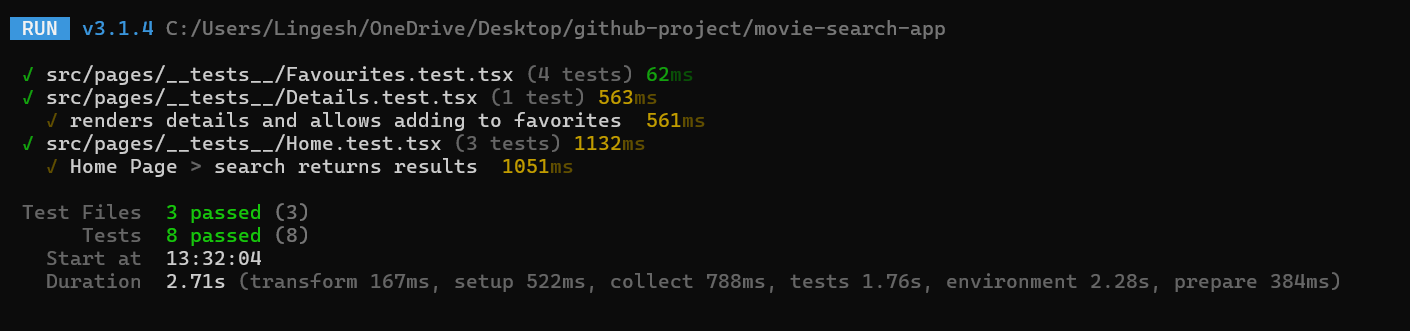 RUN v3.1.4 C:/Users/Lingesh/OneDrive/Desktop/github-project/movie-search-app
✓ src/pages/__tests__/Favourites.test.tsx (4 tests) 62ms
✓ src/pages/__tests__/Details.test.tsx (1 test) 563ms
✓ renders details and allows adding to favorites 561ms
✓ src/pages/__tests__/Home.test.tsx (3 tests) 1132ms
✓ Home Page > search returns results 1051ms
Test Files 3 passed (3)
Tests 8 passed (8)
Start at 13:32:04
Duration 2.71s (transform 167ms, setup 522ms, collect 788ms, tests 1.76s, environment 2.28s, prepare 384ms)